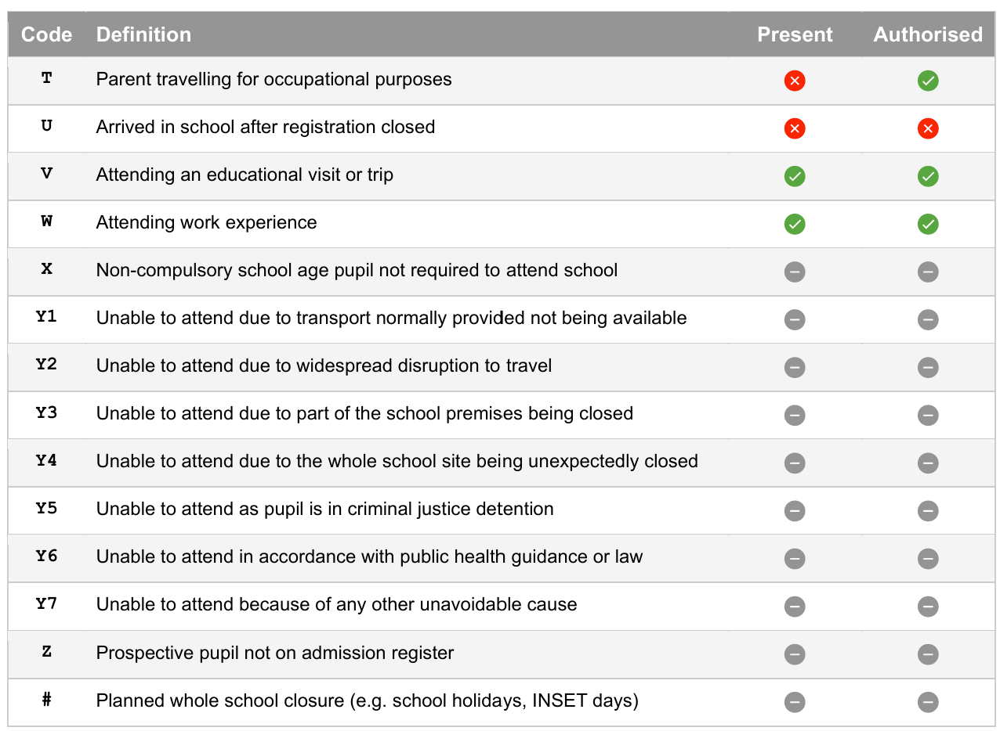 Code Definition Present Authorised
T Parent travelling for occupational purposes
U Arrived in school after registration closed
V Attending an educational visit or trip
W Attending work experience
X Non-compulsory school age pupil not required to attend school
Y1 Unable to attend due to transport normally provided not being available
Y2 Unable to attend due to widespread disruption to travel
Y3 Unable to attend due to part of the school premises being closed
Y4 Unable to attend due to the whole school site being unexpectedly closed
Y5 Unable to attend as pupil is in criminal justice detention
Y6 Unable to attend in accordance with public health guidance or law
Y7 Unable to attend because of any other unavoidable cause
Z Prospective pupil not on admission register
# Planned whole school closure (e.g. school holidays, INSET days)